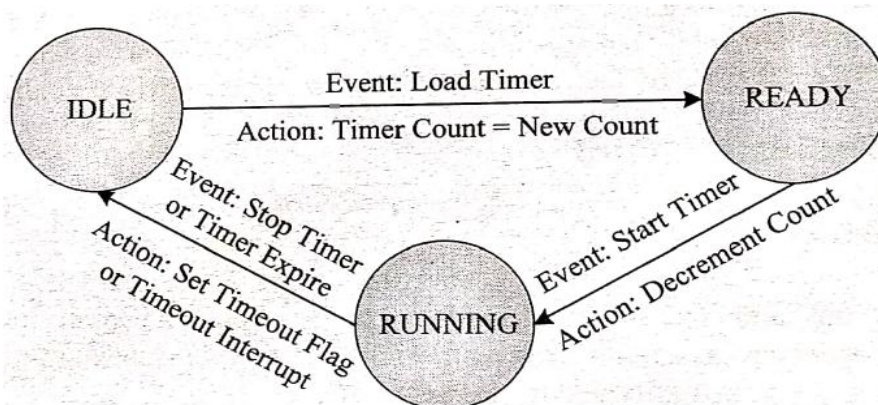 IDLE
Event: Load Timer
Action: Timer Count = New Count
READY
Event: Stop Timer
or Timer Expire
Action: Set Timeout Flag
or Timeout Interrupt
Event: Start Timer
Action: Decrement Count
RUNNING